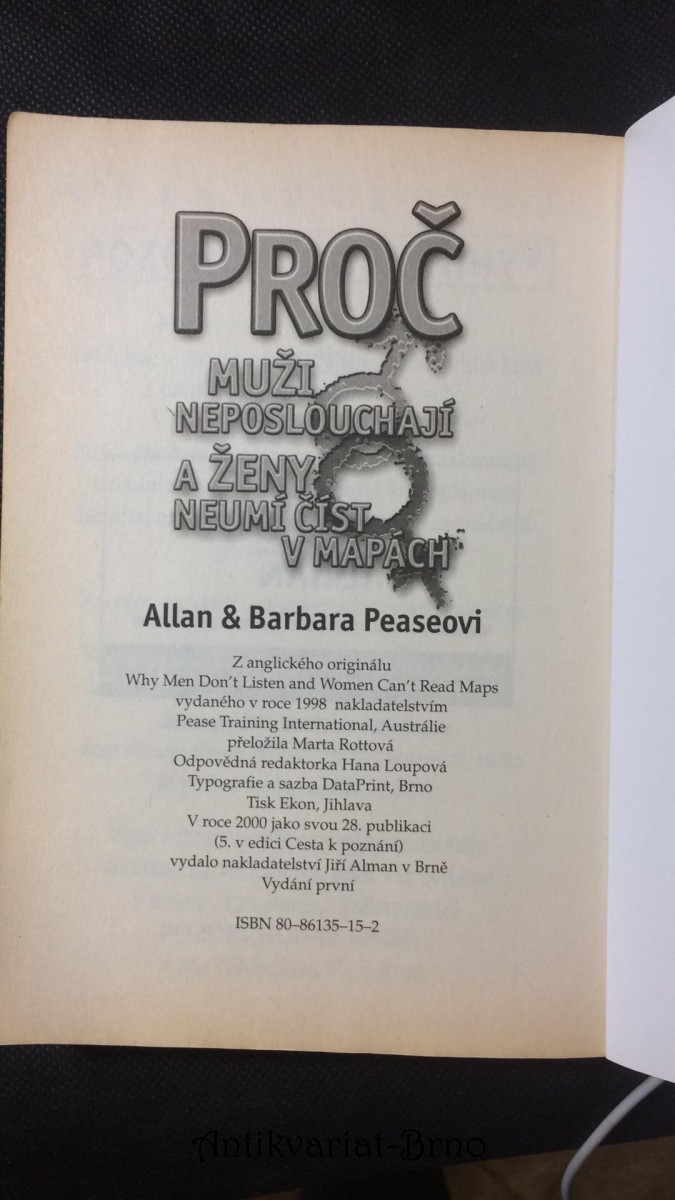 PROČ
MUŽI
NEPOSLOUCHAJÍ
A ŽENY
NEUMÍ ČÍST
V MAPÁCH
Allan & Barbara Peaseovi
Z anglického originálu
Why Men Don't Listen and Women Can't Read Maps
vydaného v roce 1998 nakladatelstvím
Pease Training International, Austrálie
přeložila Marta Rottová
Odpovědná redaktorka Hana Loupová
Typografie a sazba DataPrint, Brno
Tisk Ekon, Jihlava
V roce 2000 jako svou 28. publikaci
(5. v edici Cesta k poznání)
vydalo nakladatelství Jiří Alman v Brně
Vydání první
ISBN 80–86135–15–2
Antikvariat-Brno